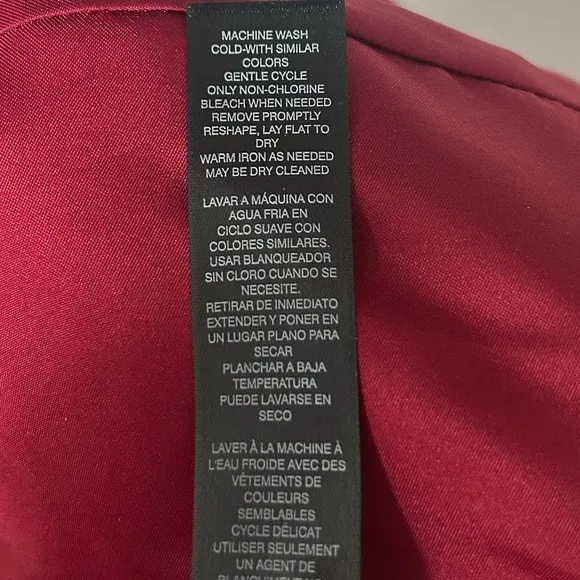 MACHINE WASH
COLD-WITH SIMILAR
COLORS
GENTLE CYCLE
ONLY NON-CHLORINE
BLEACH WHEN NEEDED
REMOVE PROMPTLY
RESHAPE, LAY FLAT TO
DRY
WARM IRON AS NEEDED
MAY BE DRY CLEANED
LAVAR A MÁQUINA CON
AGUA FRIA EN
CICLO SUAVE CON
COLORES SIMILARES.
USAR BLANQUEADOR
SIN CLORO CUANDO SE
NECESITE.
RETIRAR DE INMEDIATO
EXTENDER Y PONER EN
UN LUGAR PLANO PARA
SECAR
PLANCHAR A BAJA
TEMPERATURA
PUEDE LAVARSE EN
SECO
LAVER À LA MACHINE À
L'EAU FROIDE AVEC DES
VÊTEMENTS DE
COULEURS
SEMBLABLES
CYCLE DÉLICAT
UTILISER SEULEMENT
UN AGENT DE